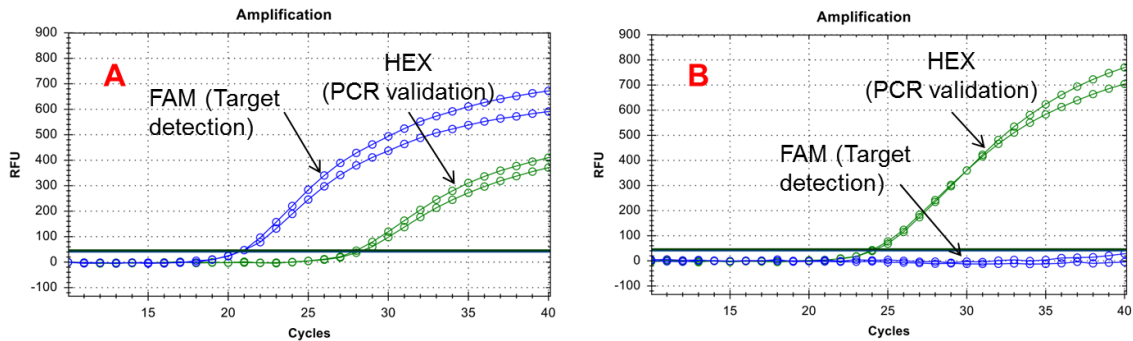 Amplification
A
FAM (Target
detection)
HEX
(PCR validation)
RFU
900
800
700
600
500
400
300
200
100
0
-100
15
20
25
30
35
40
Cycles
Amplification
B
HEX
(PCR validation)
FAM (Target
detection)
RFU
900
800
700
600
500
400
300
200
100
0
-100
15
20
25
30
35
40
Cycles